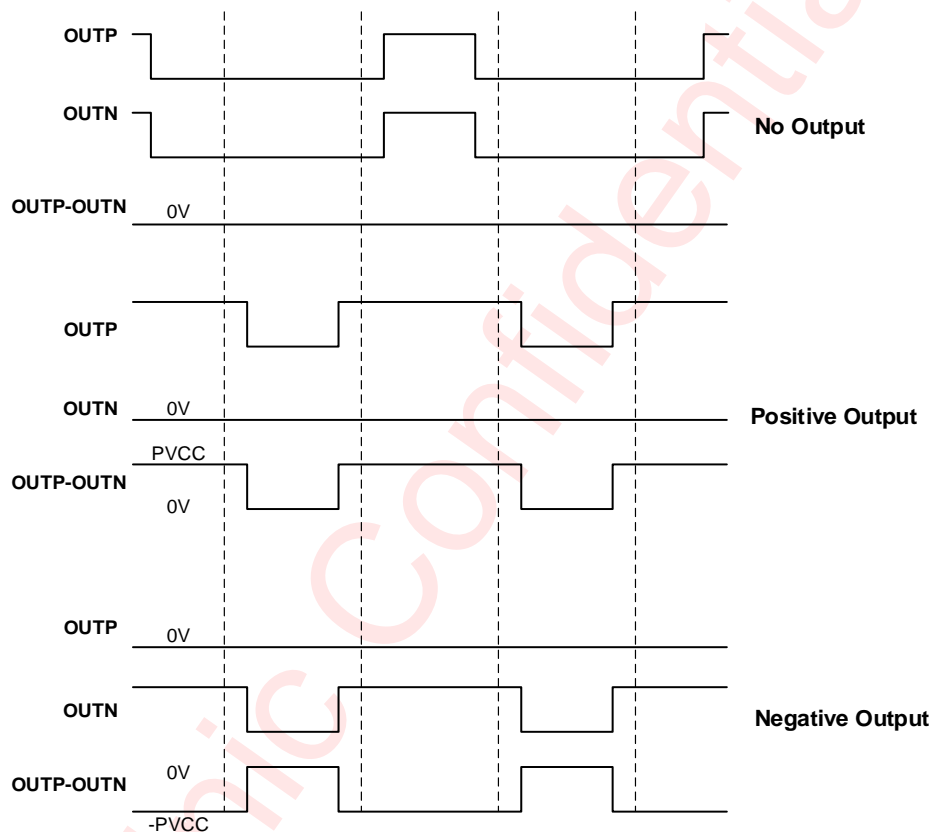 OUTP
OUTN
No Output
OUTP-OUTN
0V
OUTP
OUTN
0V
Positive Output
PVCC
OUTP-OUTN
0V
OUTP
0V
OUTN
Negative Output
0V
OUTP-OUTN
-PVCC